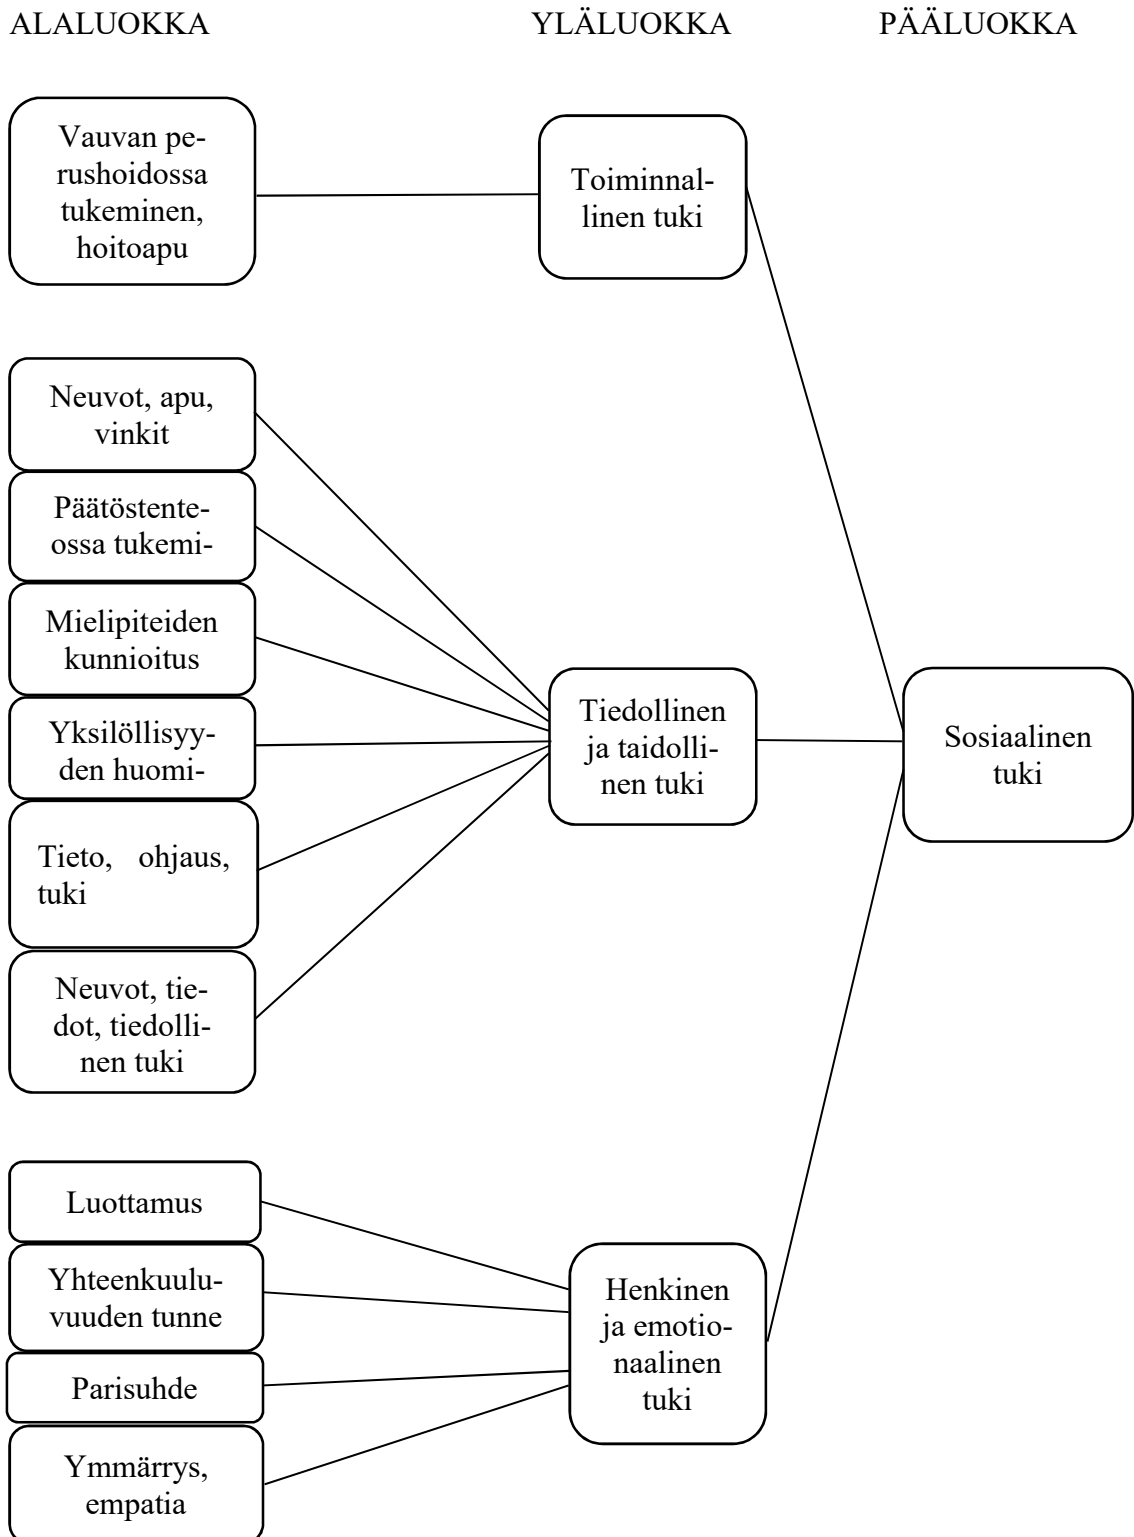 ALALUOKKA YLÄLUOKKA PÄÄLUOKKA
Vauvan pe-
rushoidossa
tukeminen,
hoitoapu
Toiminnal-
linen tuki
Neuvot, apu,
vinkit
Päätöstente-
ossa tukemi-
Mielipiteiden
kunnioitus
Yksilöllisyy-
den huomi-
Tieto, ohjaus,
tuki
Neuvot, tie-
dot, tiedolli-
nen tuki
Tiedollinen
ja taidolli-
nen tuki
Sosiaalinen
tuki
Luottamus
Yhteenkuulu-
vuuden tunne
Parisuhde
Ymmärrys,
empatia
Henkinen
ja emotio-
naalinen
tuki